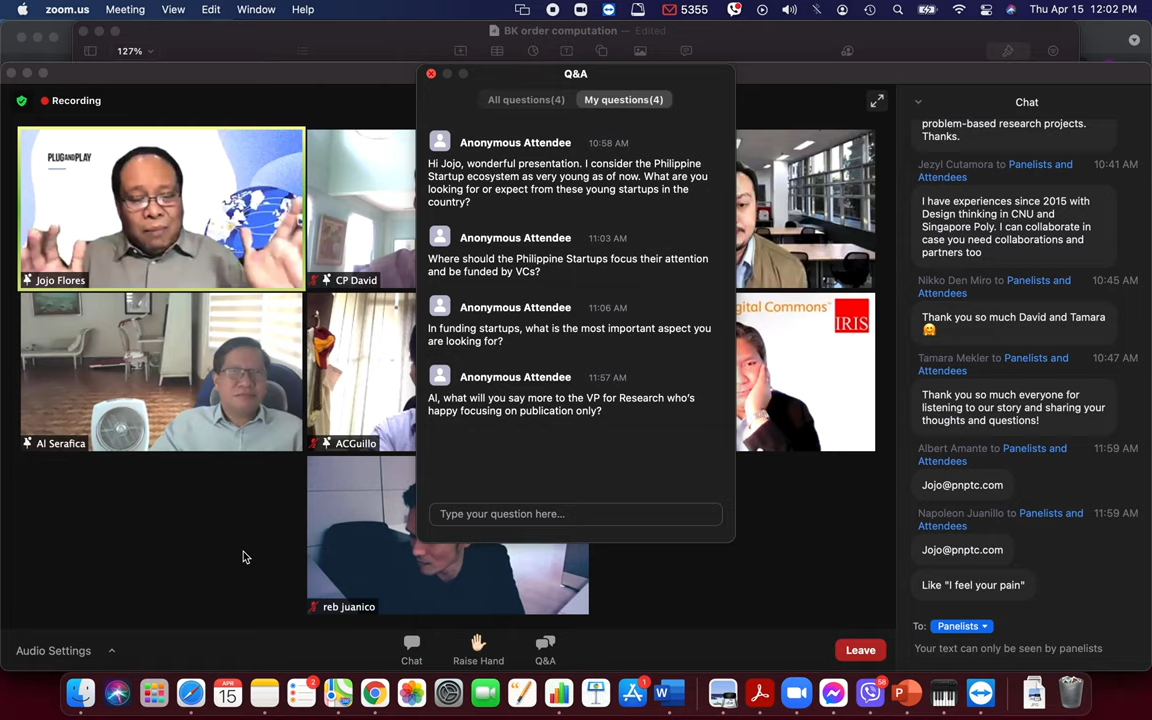 zoom.us Meeting View Edit Window Help 5355 Thu Apr 15 12:02 PM
BK order computation — Edited
127%
Recording
Q&A
All questions(4) My questions(4)
Anonymous Attendee 10:58 AM
Hi Jojo, wonderful presentation. I consider the Philippine
Startup ecosystem as very young as of now. What are you
looking for or expect from these young startups in the
country?
Anonymous Attendee 11:03 AM
Where should the Philippine Startups focus their attention
and be funded by VCs?
Anonymous Attendee 11:06 AM
In funding startups, what is the most important aspect you
are looking for?
Anonymous Attendee 11:57 AM
Al, what will you say more to the VP for Research who's
happy focusing on publication only?
Type your question here...
PLUGANDPLAY
Jojo Flores
CP David
Al Serafica
ACGuillo
gital Commons™
IRIS
reb juanico
Chat
problem-based research projects.
Thanks.
Jezyl Cutamora to Panelists and 10:41 AM
Attendees
I have experiences since 2015 with
Design thinking in CNU and
Singapore Poly. I can collaborate in
case you need collaborations and
partners too
Nikko Den Miro to Panelists and 10:45 AM
Attendees
Thank you so much David and Tamara
🤗
Tamara Mekler to Panelists and 10:47 AM
Attendees
Thank you so much everyone for
listening to our story and sharing your
thoughts and questions!
Albert Amante to Panelists and 11:59 AM
Attendees
Jojo@pnptc.com
Napoleon Juanillo to Panelists and 11:59 AM
Attendees
Jojo@pnptc.com
Like "I feel your pain"
To: Panelists
Your text can only be seen by panelists
Audio Settings
Chat Raise Hand Q&A
Leave
APR
15
2
1
58